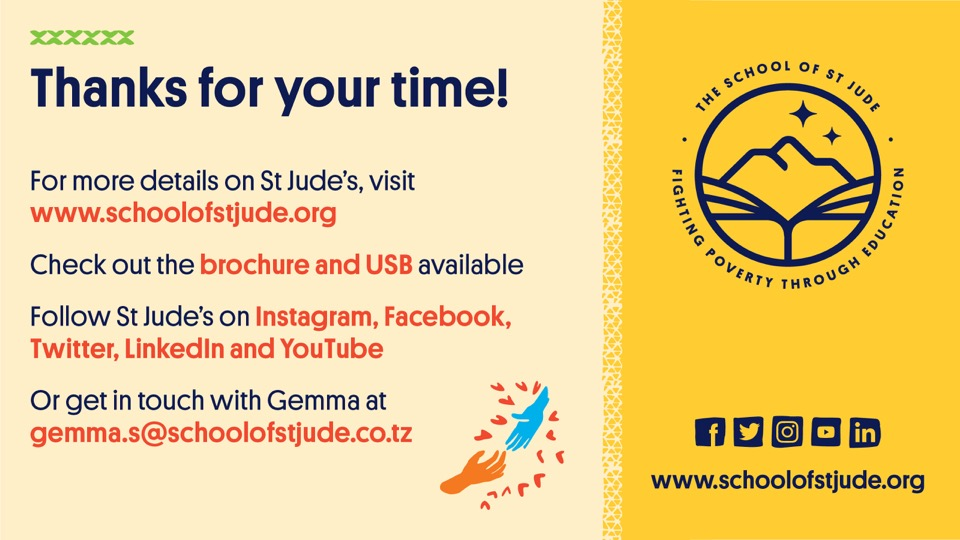 Thanks for your time!
For more details on St Jude's, visit
www.schoolofstjude.org
Check out the brochure and USB available
Follow St Jude's on Instagram, Facebook,
Twitter, LinkedIn and YouTube
Or get in touch with Gemma at
gemma.s@schoolofstjude.co.tz
THE SCHOOL OF ST JUDE
FIGHTING POVERTY THROUGH EDUCATION
www.schoolofstjude.org